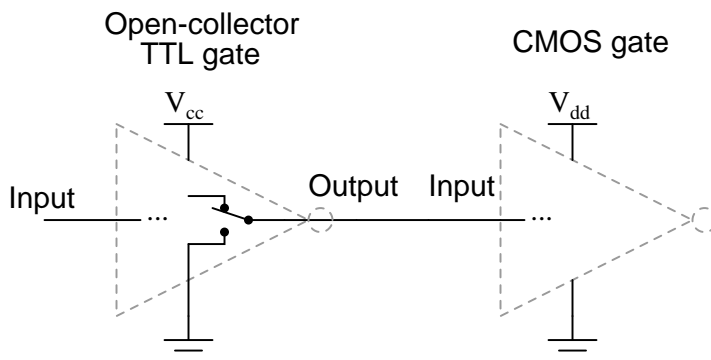 Open-collector
TTL gate
CMOS gate
Vcc
Vdd
Input
Output
Input
...
...